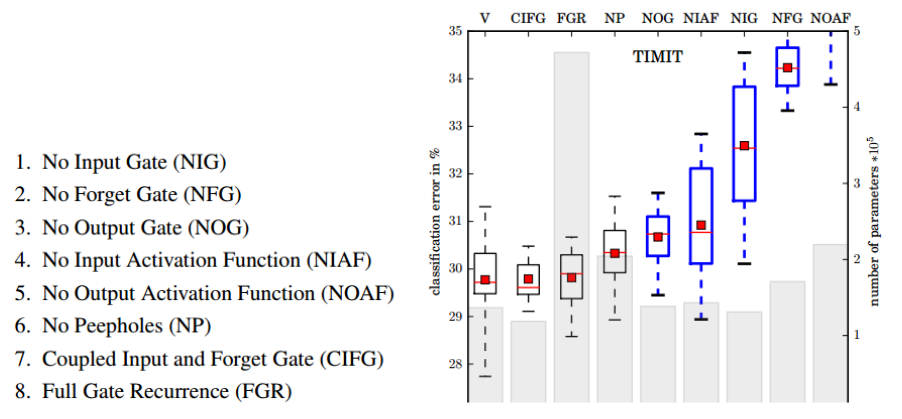 1. No Input Gate (NIG)
2. No Forget Gate (NFG)
3. No Output Gate (NOG)
4. No Input Activation Function (NIAF)
5. No Output Activation Function (NOAF)
6. No Peepholes (NP)
7. Coupled Input and Forget Gate (CIFG)
8. Full Gate Recurrence (FGR)
V CIFG FGR NP NOG NIAF NIG NFG NOAF
TIMIT
classification error in %
35
34
33
32
31
30
29
28
5
4
3
2
1
number of parameters *10^5